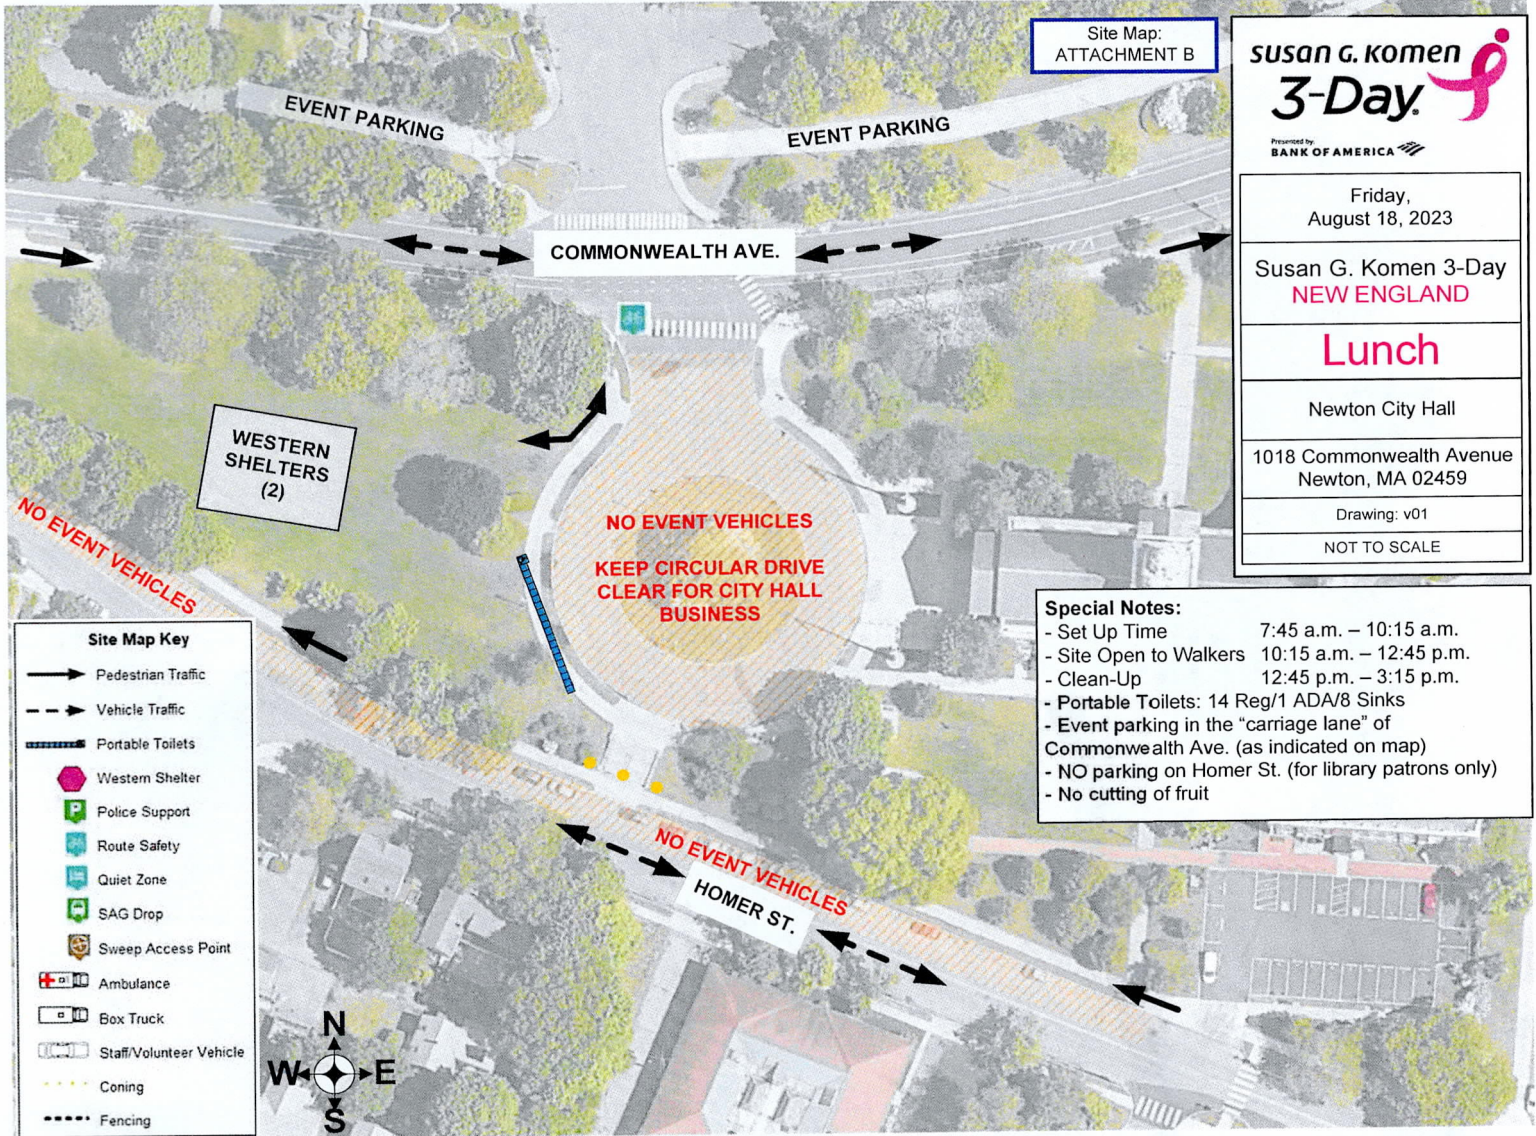 Site Map:
ATTACHMENT B
SUSAN G. KOMEN
3-Day®
Presented by:
BANK OF AMERICA
Friday,
August 18, 2023
Susan G. Komen 3-Day
NEW ENGLAND
Lunch
Newton City Hall
1018 Commonwealth Avenue
Newton, MA 02459
Drawing: v01
NOT TO SCALE
EVENT PARKING
EVENT PARKING
COMMONWEALTH AVE.
WESTERN
SHELTERS
(2)
NO EVENT VEHICLES
NO EVENT VEHICLES
KEEP CIRCULAR DRIVE
CLEAR FOR CITY HALL
BUSINESS
Special Notes:
- Set Up Time 7:45 a.m. – 10:15 a.m.
- Site Open to Walkers 10:15 a.m. – 12:45 p.m.
- Clean-Up 12:45 p.m. – 3:15 p.m.
- Portable Toilets: 14 Reg/1 ADA/8 Sinks
- Event parking in the “carriage lane” of
Commonwealth Ave. (as indicated on map)
- NO parking on Homer St. (for library patrons only)
- No cutting of fruit
Site Map Key
Pedestrian Traffic
Vehicle Traffic
Portable Toilets
Western Shelter
P
Police Support
Route Safety
Quiet Zone
SAG Drop
Sweep Access Point
Ambulance
Box Truck
Staff/Volunteer Vehicle
Coning
Fencing
NO EVENT VEHICLES
HOMER ST.
N
W E
S